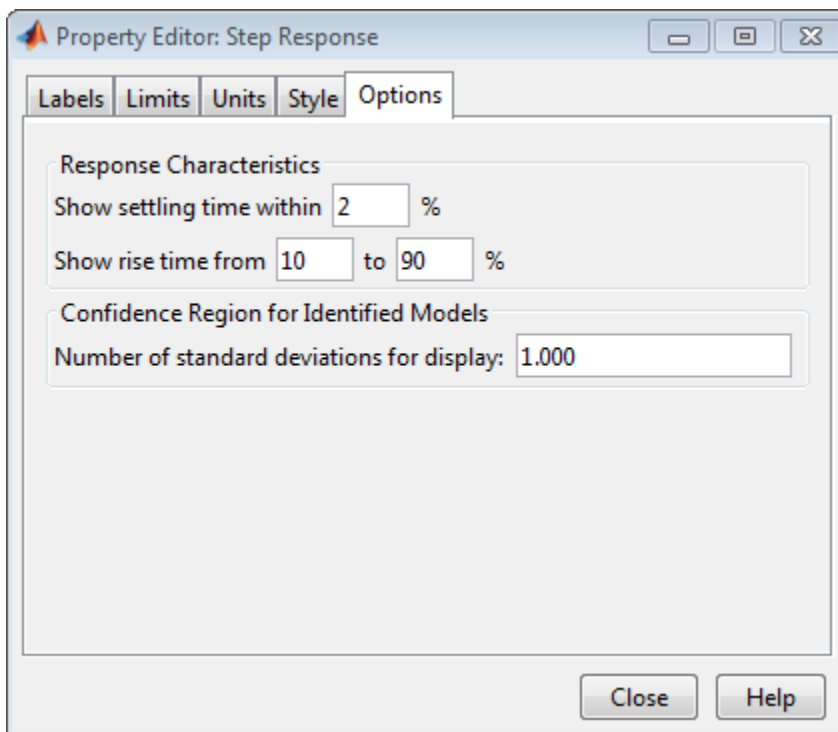 Property Editor: Step Response
Labels Limits Units Style Options
Response Characteristics
Show settling time within 2 %
Show rise time from 10 to 90 %
Confidence Region for Identified Models
Number of standard deviations for display: 1.000
Close Help